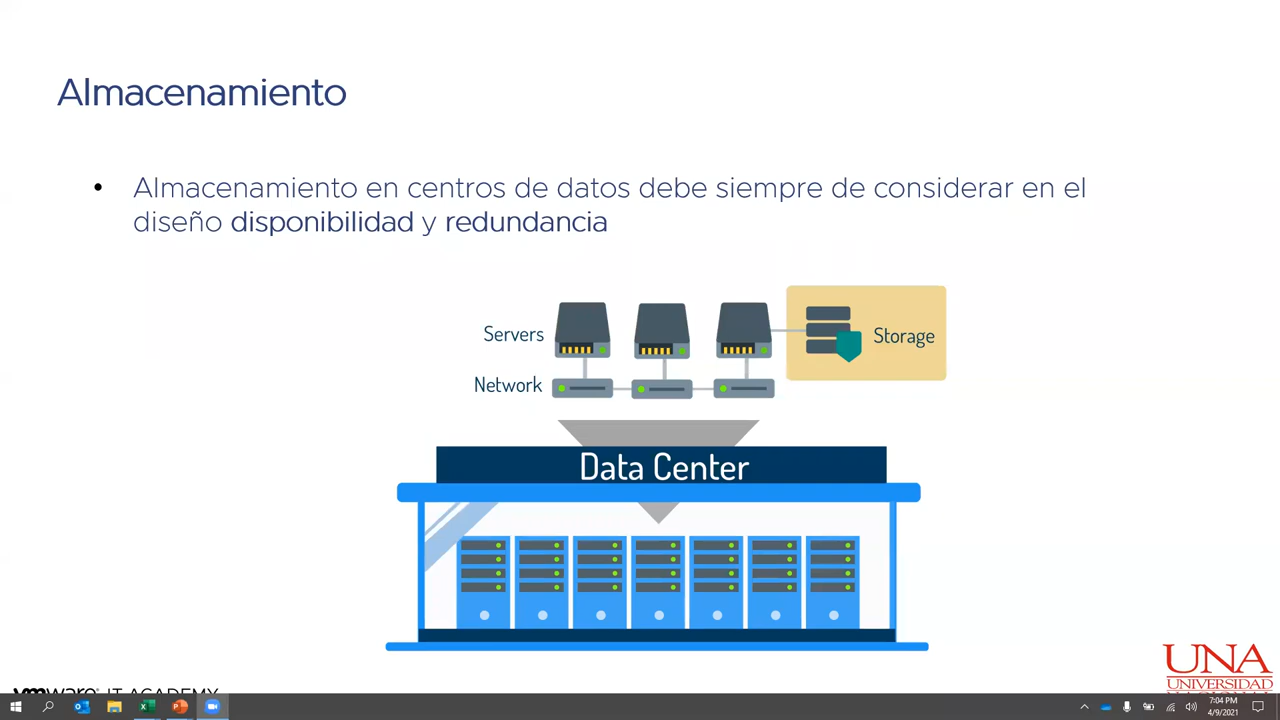 Almacenamiento
• Almacenamiento en centros de datos debe siempre de considerar en el
diseño disponibilidad y redundancia
Servers
Storage
Network
Data Center
vmware IT ACADEMY
UNA
UNIVERSIDAD
7:04 PM
4/9/2021